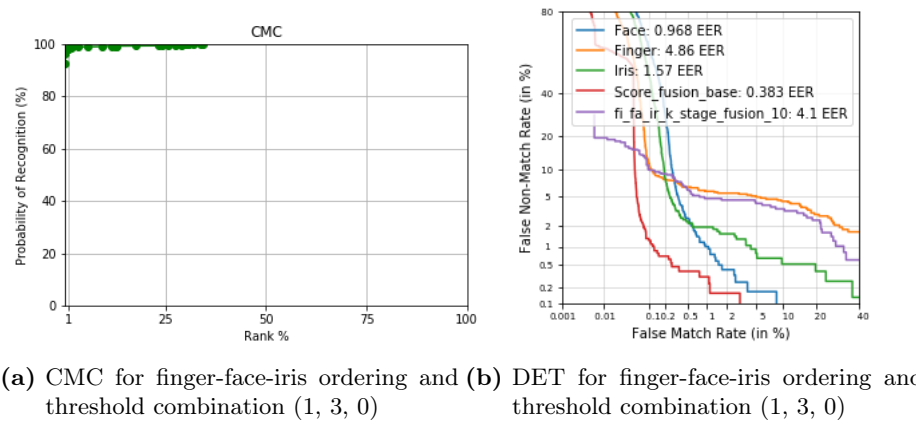 CMC
Probability of Recognition (%)
100
80
60
40
20
0
1 25 50 75 100
Rank %
Face: 0.968 EER
Finger: 4.86 EER
Iris: 1.57 EER
Score_fusion_base: 0.383 EER
fi_fa_ir_k_stage_fusion_10: 4.1 EER
False Non-Match Rate (in %)
80
40
20
10
5
2
1
0.5
0.2
0.1
0.001 0.01 0.10.2 0.5 1 2 5 10 20 40
False Match Rate (in %)
(a) CMC for finger-face-iris ordering and
threshold combination (1, 3, 0)
(b) DET for finger-face-iris ordering and
threshold combination (1, 3, 0)